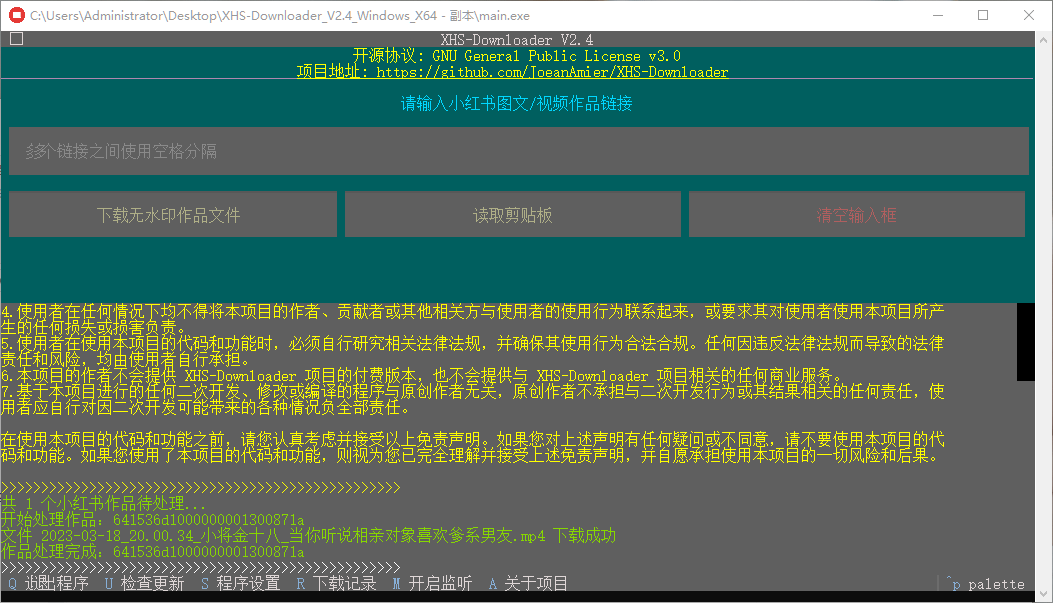 C:\Users\Administrator\Desktop\XHS-Downloader_V2.4_Windows_X64 - 副本\main.exe
XHS-Downloader V2.4
开源协议: GNU General Public License v3.0
项目地址: https://github.com/JoeanAmier/XHS-Downloader
请输入小红书图文/视频作品链接
多个链接之间使用空格分隔
下载无水印作品文件 读取剪贴板 清空输入框
4.使用者在任何情况下均不得将本项目的作者、贡献者或其他相关方与使用者的使用行为联系起来，或要求其对使用者使用本项目所产
生的任何损失或损害负责。
5.使用者在使用本项目的代码和功能时，必须自行研究相关法律法规，并确保其使用行为合法合规。任何因违反法律法规而导致的法律
责任和风险，均由使用者自行承担。
6.本项目的作者不会提供 XHS-Downloader 项目的付费版本，也不会提供与 XHS-Downloader 项目相关的任何商业服务。
7.基于本项目进行的任何二次开发、修改或编译的程序与原创作者无关，原创作者不承担与二次开发行为或其结果相关的任何责任，使
用者应自行对因二次开发可能带来的各种情况负全部责任。
在使用本项目的代码和功能之前，请您认真考虑并接受以上免责声明。如果您对上述声明有任何疑问或不同意，请不要使用本项目的代
码和功能。如果您使用了本项目的代码和功能，则视为您已完全理解并接受上述免责声明，并自愿承担使用本项目的一切风险和后果。
>>>>>>>>>>>>>>>>>>>>>>>>>>>>>>>>>>>>>>>>>>>>>>>>>>
共 1 个小红书作品待处理...
开始处理作品：641536d1000000001300871a
文件 2023-03-18_20.00.34_小将金十八_当你听说相亲对象喜欢爹系男友.mp4 下载成功
作品处理完成：641536d1000000001300871a
>>>>>>>>>>>>>>>>>>>>>>>>>>>>>>>>>>>>>>>>>>>>>>>>>>
Q 退出程序 U 检查更新 S 程序设置 R 下载记录 M 开启监听 A 关于项目 ^p palette